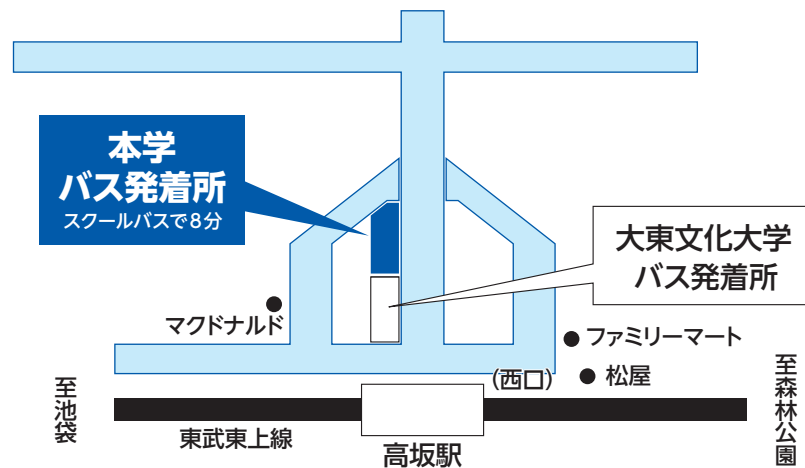 本学
バス発着所
スクールバスで8分
大東文化大学
バス発着所
マクドナルド
ファミリーマート
(西口)
松屋
至池袋
至森林公園
東武東上線
高坂駅